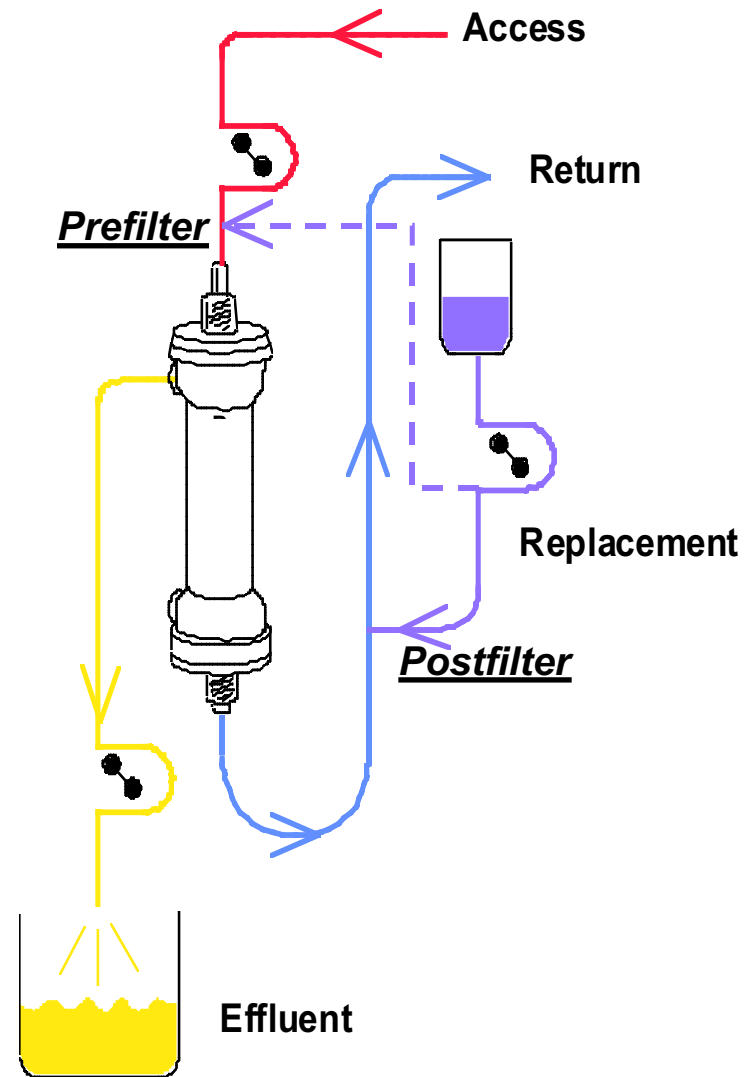 Access
Return
Prefilter
Replacement
Postfilter
Effluent